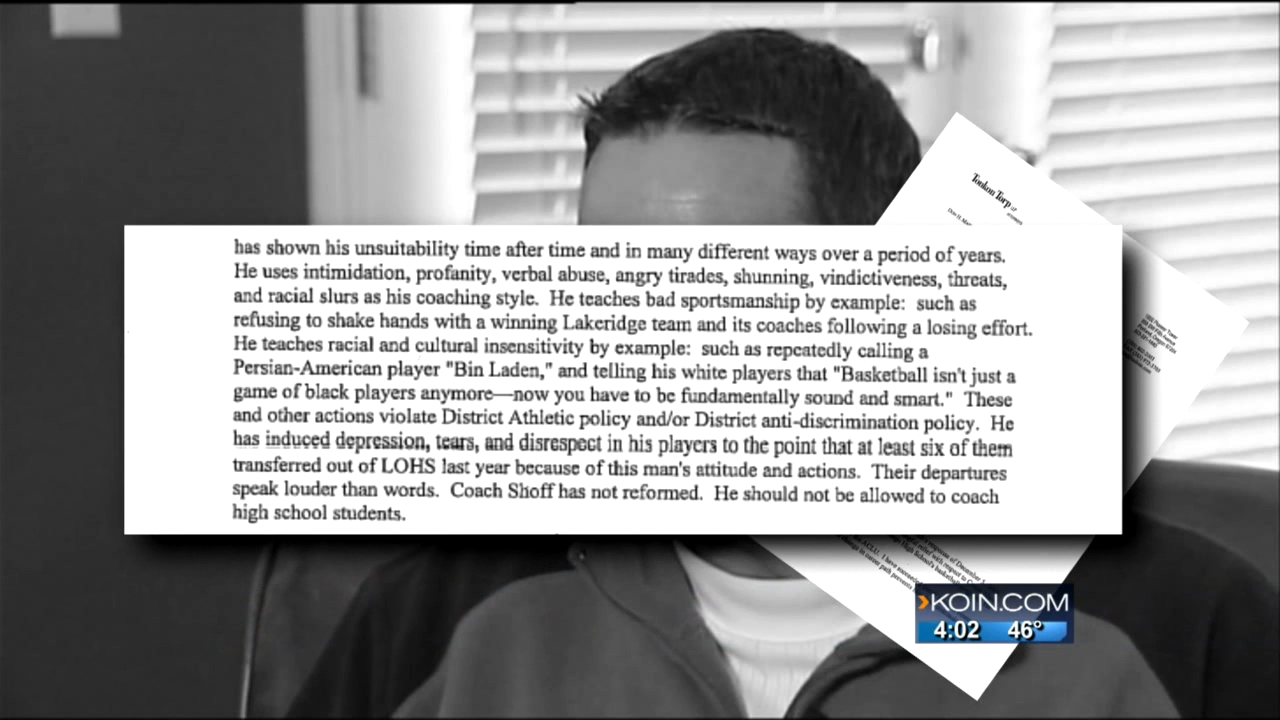 Tonkon Torp LLP
has shown his unsuitability time after time and in many different ways over a period of years.
He uses intimidation, profanity, verbal abuse, angry tirades, shunning, vindictiveness, threats,
and racial slurs as his coaching style. He teaches bad sportsmanship by example: such as
refusing to shake hands with a winning Lakeridge team and its coaches following a losing effort.
He teaches racial and cultural insensitivity by example: such as repeatedly calling a
Persian-American player "Bin Laden," and telling his white players that "Basketball isn't just a
game of black players anymore—now you have to be fundamentally sound and smart." These
and other actions violate District Athletic policy and/or District anti-discrimination policy. He
has induced depression, tears, and disrespect in his players to the point that at least six of them
transferred out of LOHS last year because of this man's attitude and actions. Their departures
speak louder than words. Coach Shoff has not reformed. He should not be allowed to coach
high school students.
KOIN.COM
4:02 46°